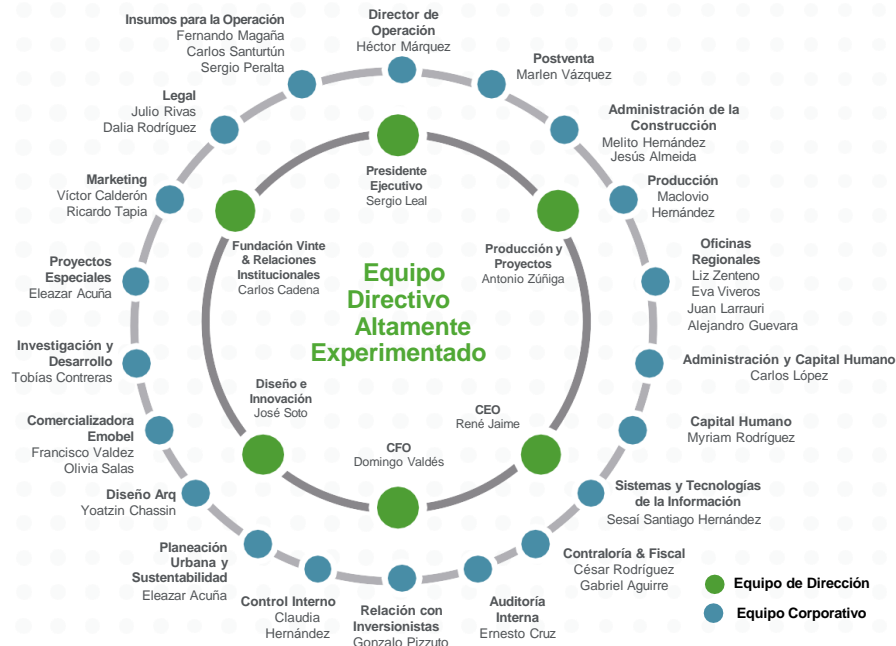 Insumos para la Operación
Fernando Magaña
Carlos Santurtún
Sergio Peralta
Director de
Operación
Héctor Márquez
Postventa
Marlen Vázquez
Administración de la
Construcción
Melito Hernández
Jesús Almeida
Producción
Maclovio
Hernández
Oficinas
Regionales
Liz Zenteno
Eva Viveros
Juan Larrauri
Alejandro Guevara
Administración y Capital Humano
Carlos López
Capital Humano
Myriam Rodríguez
Sistemas y Tecnologías
de la Información
Sesaí Santiago Hernández
Contraloría & Fiscal
César Rodríguez
Gabriel Aguirre
Auditoría
Interna
Ernesto Cruz
Relación con
Inversionistas
Gonzalo Pizzuto
Control Interno
Claudia
Hernández
Planeación
Urbana y
Sustentabilidad
Eleazar Acuña
Diseño Arq
Yoatzin Chassin
Comercializadora
Emobel
Francisco Valdez
Olivia Salas
Investigación y
Desarrollo
Tobías Contreras
Proyectos
Especiales
Eleazar Acuña
Marketing
Víctor Calderón
Ricardo Tapia
Legal
Julio Rivas
Dalia Rodríguez
Presidente
Ejecutivo
Sergio Leal
Producción y
Proyectos
Antonio Zúñiga
CEO
René Jaime
CFO
Domingo Valdés
Diseño e
Innovación
José Soto
Fundación Vinte
& Relaciones
Institucionales
Carlos Cadena
Equipo
Directivo
Altamente
Experimentado
Equipo de Dirección
Equipo Corporativo